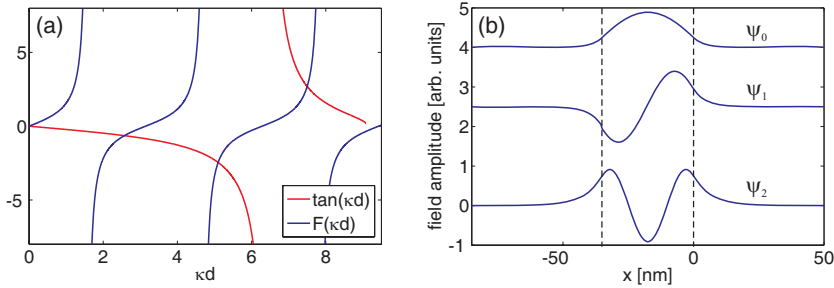 (a)
5
0
-5
0
2
4
6
8
κd
tan(κd)
F(κd)
(b)
field amplitude [arb. units]
5
4
3
2
1
0
-1
-50
0
50
x [nm]
ψ₀
ψ₁
ψ₂